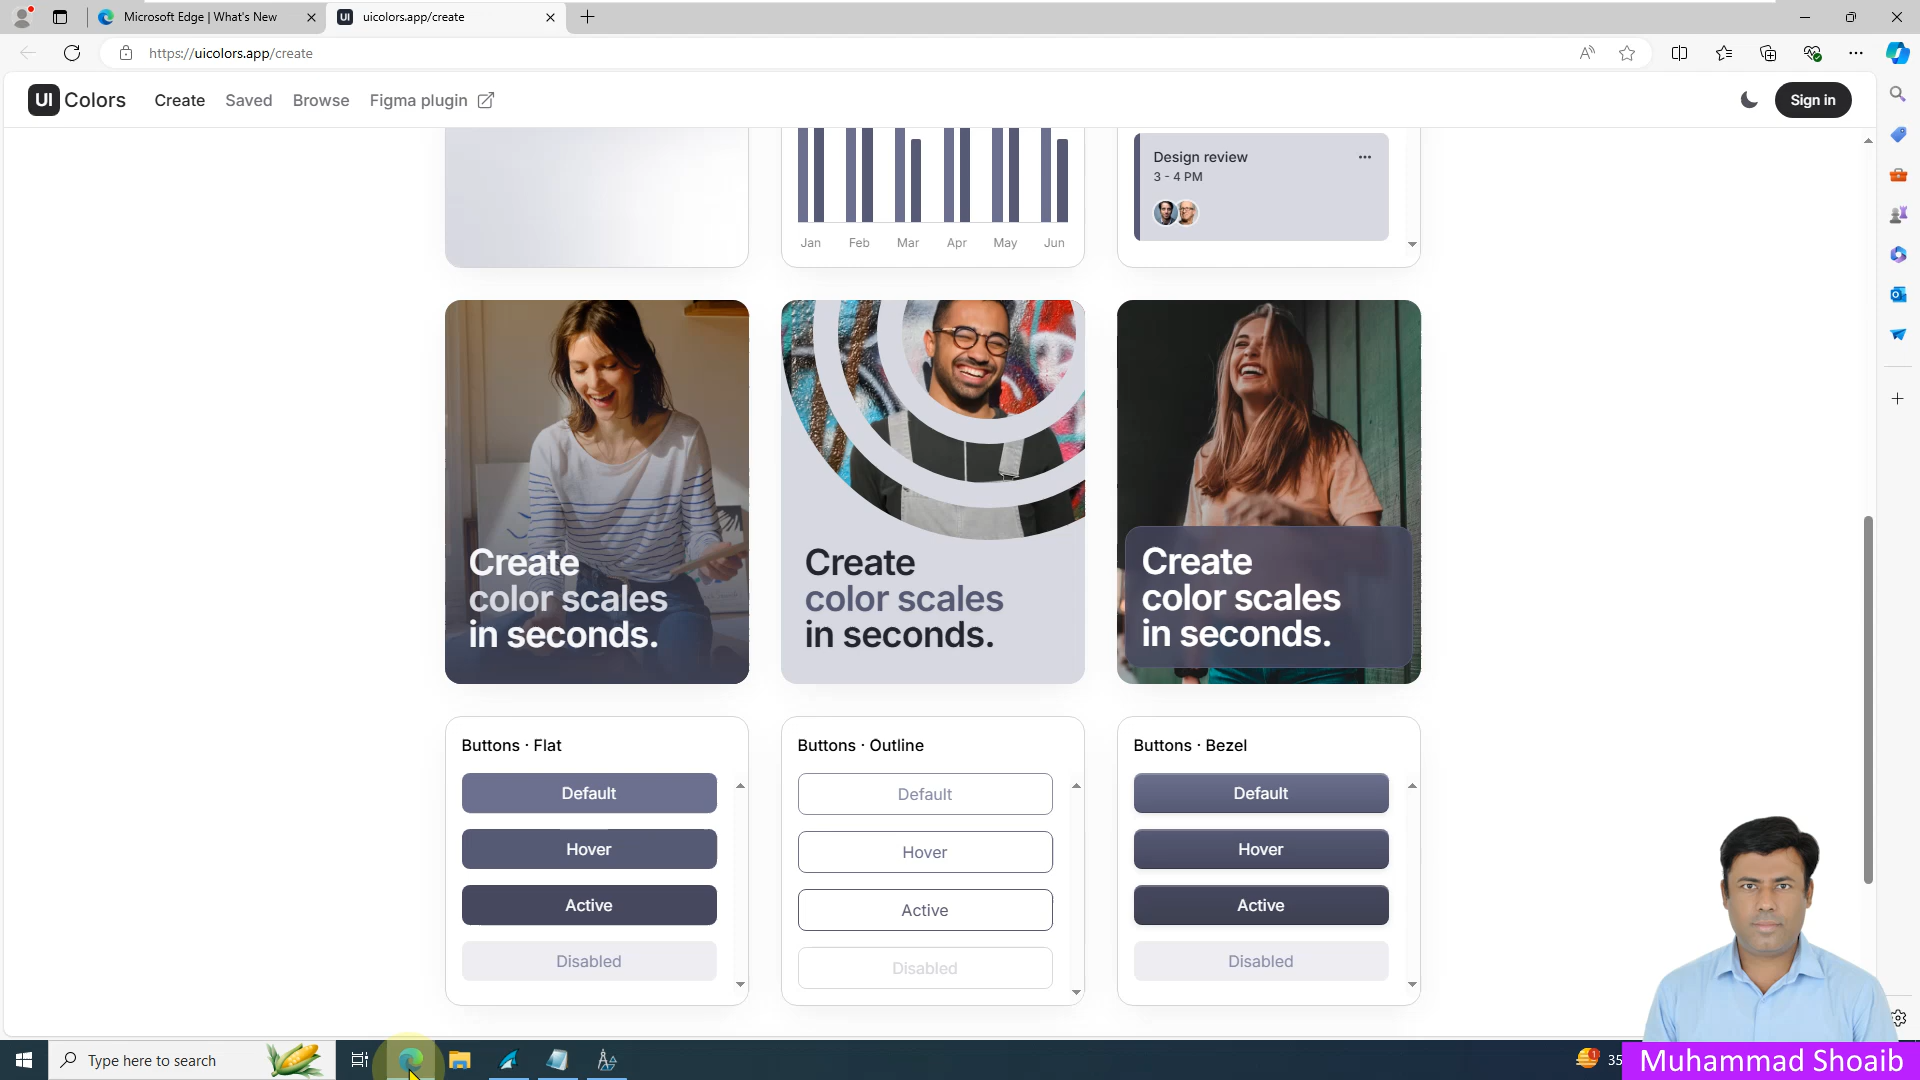 Microsoft Edge | What's New
UI uicolors.app/create
https://uicolors.app/create
UI Colors
Create
Saved
Browse
Figma plugin
Sign in
Jan
Feb
Mar
Apr
May
Jun
Design review
3 - 4 PM
Create
color scales
in seconds.
Create
color scales
in seconds.
Create
color scales
in seconds.
Buttons · Flat
Default
Hover
Active
Disabled
Buttons · Outline
Default
Hover
Active
Disabled
Buttons · Bezel
Default
Hover
Active
Disabled
Type here to search
1
35
Muhammad Shoaib